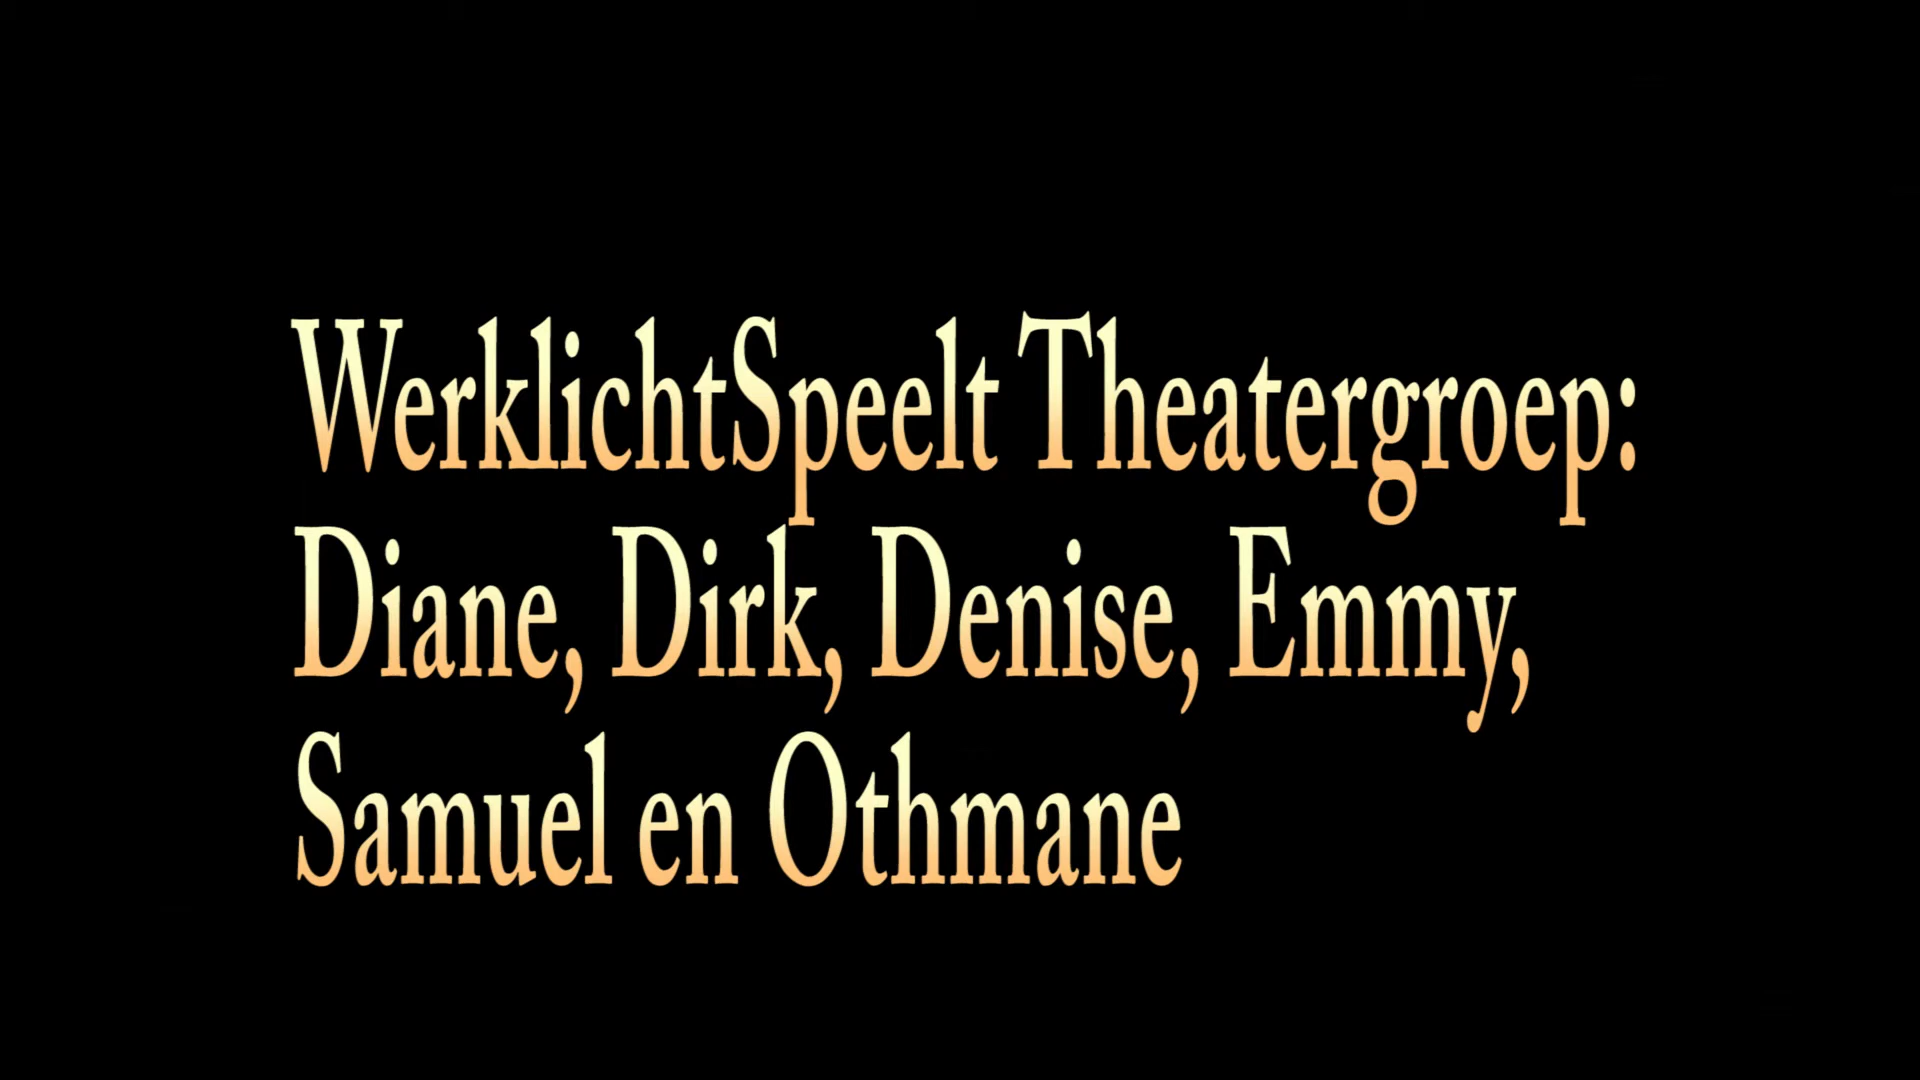 WerklichtSpeelt Theatergroep:
Diane, Dirk, Denise, Emmy,
Samuel en Othmane